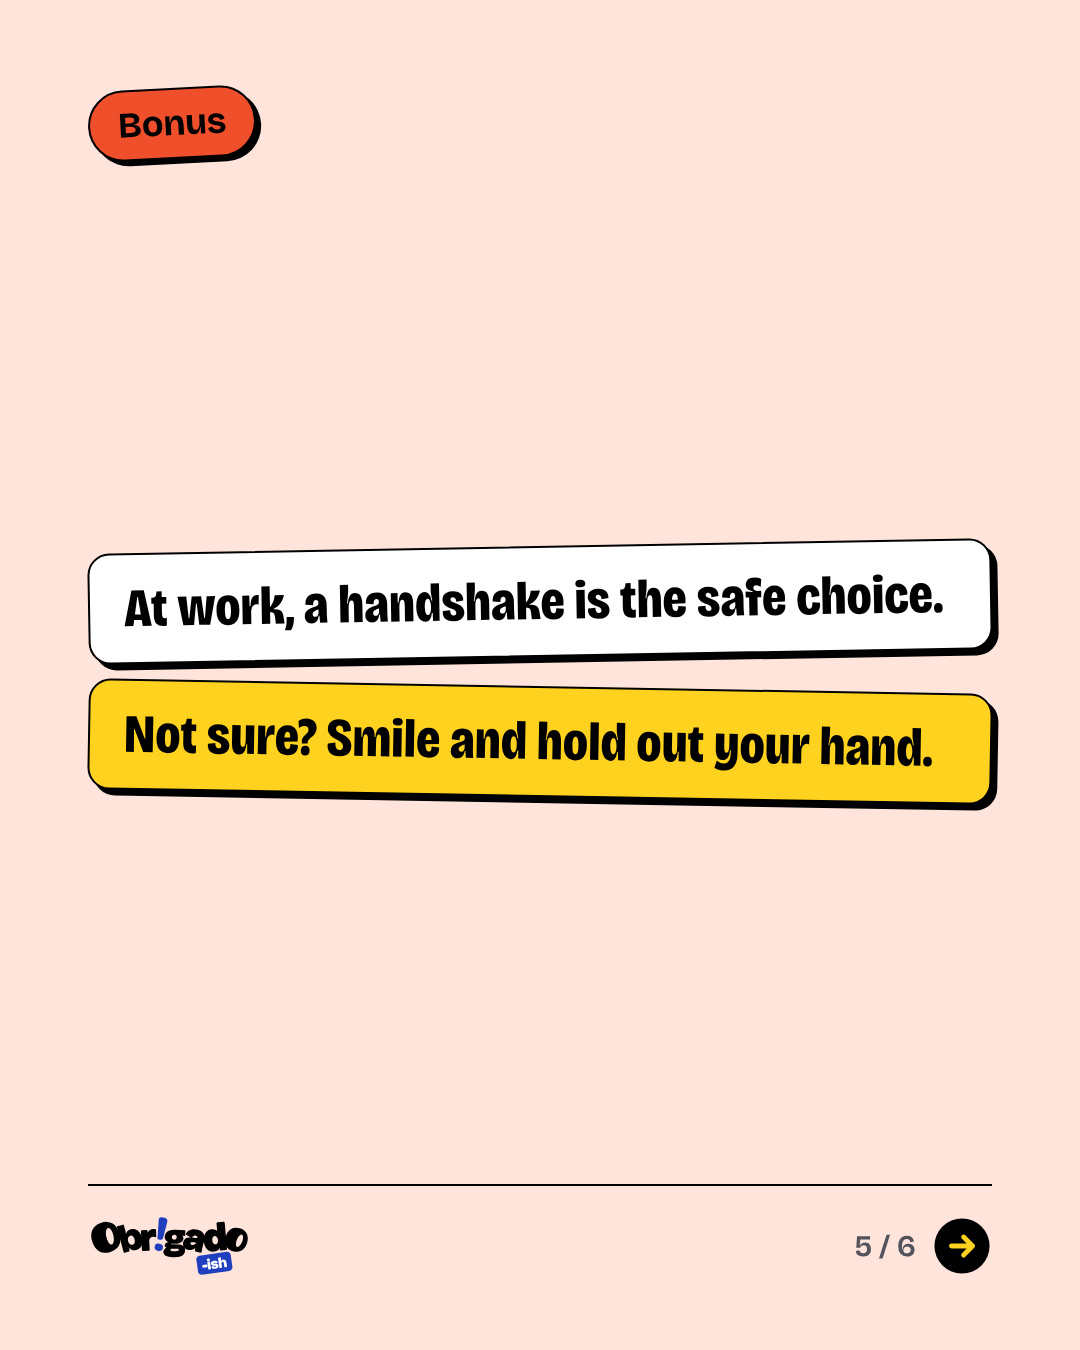 Bonus
At work, a handshake is the safe choice.
Not sure? Smile and hold out your hand.
Obr!gado
-ish
5 / 6